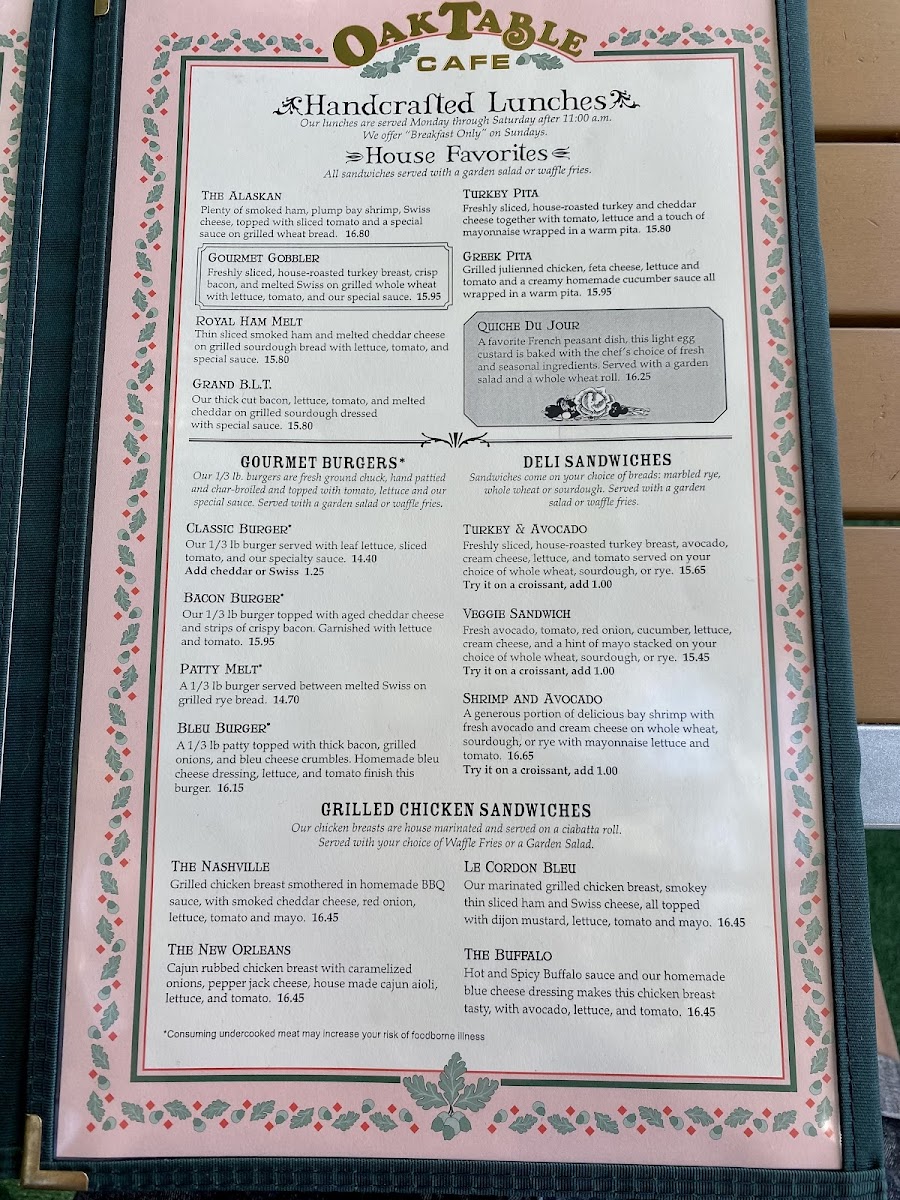 OAK TABLE
CAFE
Handcrafted Lunches
Our lunches are served Monday through Saturday after 11:00 a.m.
We offer "Breakfast Only" on Sundays.
House Favorites
All sandwiches served with a garden salad or waffle fries.
THE ALASKAN
Plenty of smoked ham, plump bay shrimp, Swiss
cheese, topped with sliced tomato and a special
sauce on grilled wheat bread. 16.80
GOURMET GOBBLER
Freshly sliced, house-roasted turkey breast, crisp
bacon, and melted Swiss on grilled whole wheat
with lettuce, tomato, and our special sauce. 15.95
ROYAL HAM MELT
Thin sliced smoked ham and melted cheddar cheese
on grilled sourdough bread with lettuce, tomato, and
special sauce. 15.80
GRAND B.L.T.
Our thick cut bacon, lettuce, tomato, and melted
cheddar on grilled sourdough dressed
with special sauce. 15.80
TURKEY PITA
Freshly sliced, house-roasted turkey and cheddar
cheese together with tomato, lettuce and a touch of
mayonnaise wrapped in a warm pita. 15.80
GREEK PITA
Grilled julienned chicken, feta cheese, lettuce and
tomato and a creamy homemade cucumber sauce all
wrapped in a warm pita. 15.95
QUICHE DU JOUR
A favorite French peasant dish, this light egg
custard is baked with the chef's choice of fresh
and seasonal ingredients. Served with a garden
salad and a whole wheat roll. 16.25
GOURMET BURGERS*
Our 1/3 lb. burgers are fresh ground chuck, hand pattied
and char-broiled and topped with tomato, lettuce and our
special sauce. Served with a garden salad or waffle fries.
CLASSIC BURGER*
Our 1/3 lb burger served with leaf lettuce, sliced
tomato, and our specialty sauce. 14.40
Add cheddar or Swiss 1.25
BACON BURGER*
Our 1/3 lb burger topped with aged cheddar cheese
and strips of crispy bacon. Garnished with lettuce
and tomato. 15.95
PATTY MELT*
A 1/3 lb burger served between melted Swiss on
grilled rye bread. 14.70
BLEU BURGER*
A 1/3 lb patty topped with thick bacon, grilled
onions, and bleu cheese crumbles. Homemade bleu
cheese dressing, lettuce, and tomato finish this
burger. 16.15
DELI SANDWICHES
Sandwiches come on your choice of breads: marbled rye,
whole wheat or sourdough. Served with a garden
salad or waffle fries.
TURKEY & AVOCADO
Freshly sliced, house-roasted turkey breast, avocado,
cream cheese, lettuce, and tomato served on your
choice of whole wheat, sourdough, or rye. 15.65
Try it on a croissant, add 1.00
VEGGIE SANDWICH
Fresh avocado, tomato, red onion, cucumber, lettuce,
cream cheese, and a hint of mayo stacked on your
choice of whole wheat, sourdough, or rye. 15.45
Try it on a croissant, add 1.00
SHRIMP AND AVOCADO
A generous portion of delicious bay shrimp with
fresh avocado and cream cheese on whole wheat,
sourdough, or rye with mayonnaise lettuce and
tomato. 16.65
Try it on a croissant, add 1.00
GRILLED CHICKEN SANDWICHES
Our chicken breasts are house marinated and served on a ciabatta roll.
Served with your choice of Waffle Fries or a Garden Salad.
THE NASHVILLE
Grilled chicken breast smothered in homemade BBQ
sauce, with smoked cheddar cheese, red onion,
lettuce, tomato and mayo. 16.45
THE NEW ORLEANS
Cajun rubbed chicken breast with caramelized
onions, pepper jack cheese, house made cajun aioli,
lettuce, and tomato. 16.45
LE CORDON BLEU
Our marinated grilled chicken breast, smokey
thin sliced ham and Swiss cheese, all topped
with dijon mustard, lettuce, tomato and mayo. 16.45
THE BUFFALO
Hot and Spicy Buffalo sauce and our homemade
blue cheese dressing makes this chicken breast
tasty, with avocado, lettuce, and tomato. 16.45
*Consuming undercooked meat may increase your risk of foodborne illness